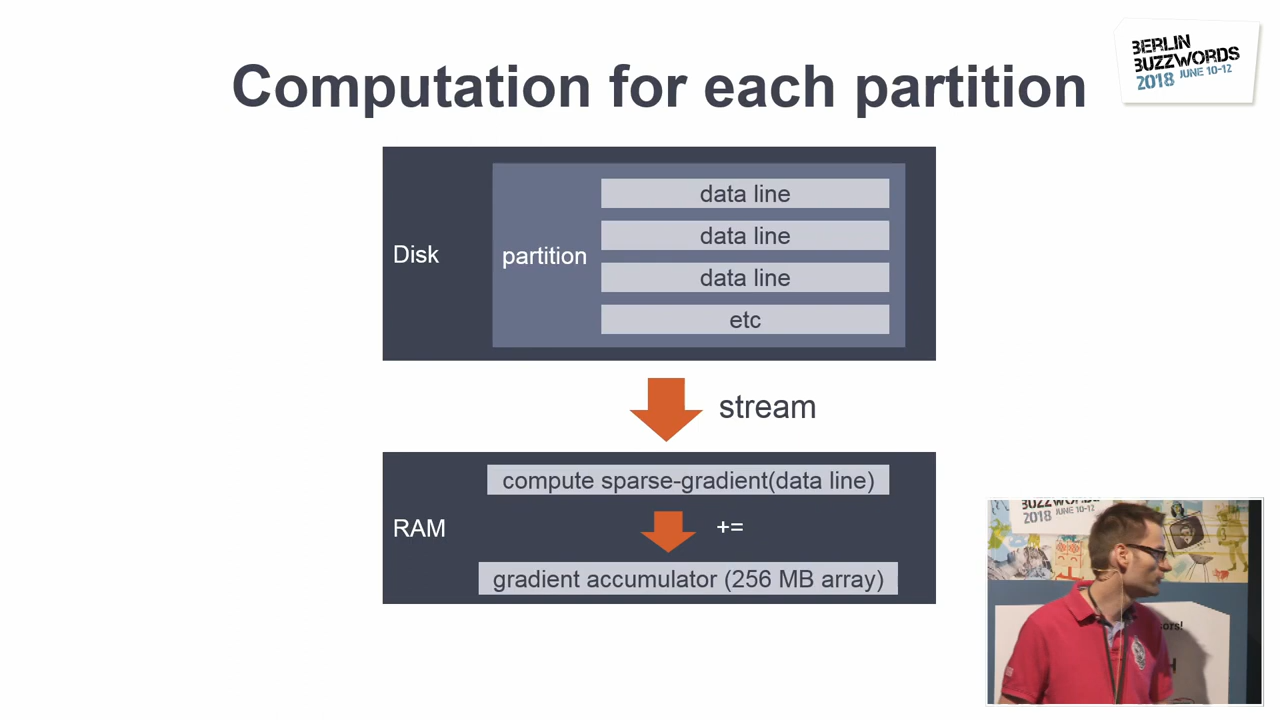 BERLIN
BUZZWORDS
2018 JUNE 10-12
Computation for each partition
Disk
partition
data line
data line
data line
etc
stream
RAM
compute sparse-gradient(data line)
+=
gradient accumulator (256 MB array)
BUZZWORDS
2018 JUNE 10-12